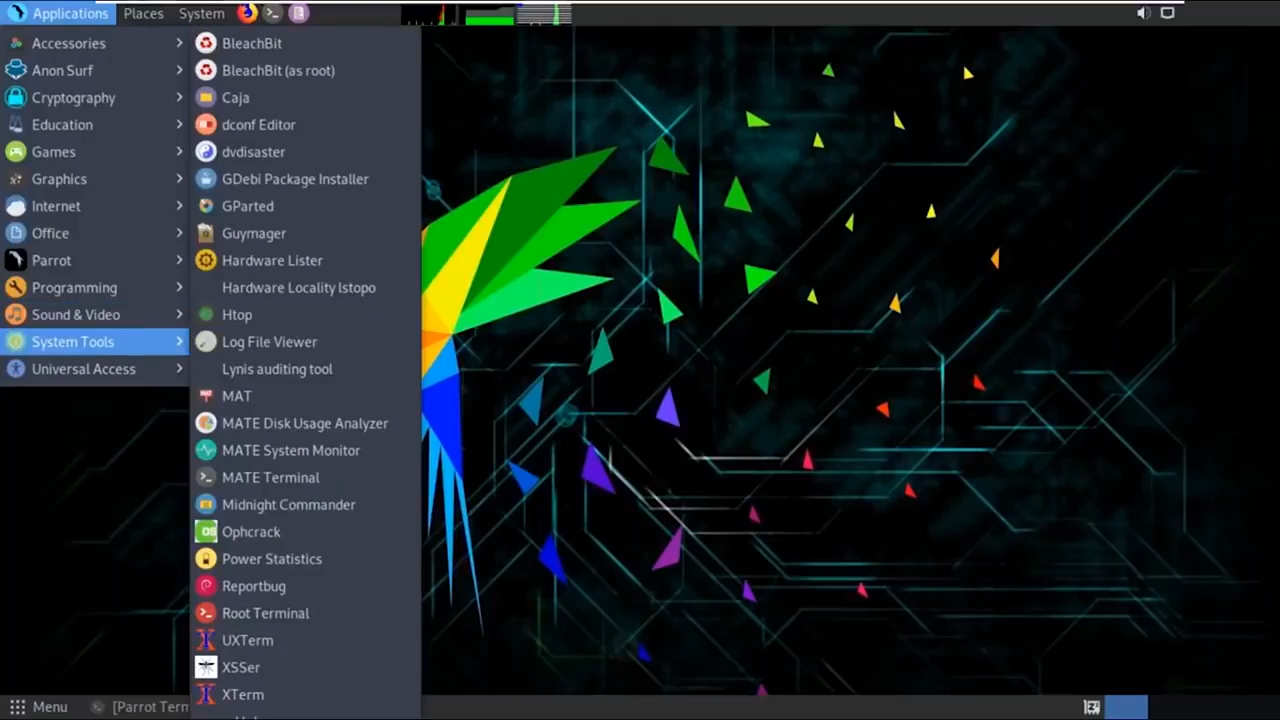 Applications Places System
Accessories
Anon Surf
Cryptography
Education
Games
Graphics
Internet
Office
Parrot
Programming
Sound & Video
System Tools
Universal Access
BleachBit
BleachBit (as root)
Caja
dconf Editor
dvdisaster
GDebi Package Installer
GParted
Guymager
Hardware Lister
Hardware Locality lstopo
Htop
Log File Viewer
Lynis auditing tool
MAT
MATE Disk Usage Analyzer
MATE System Monitor
MATE Terminal
Midnight Commander
OS
Ophcrack
Power Statistics
Reportbug
Root Terminal
UXTerm
XSSer
XTerm
Menu [Parrot Term